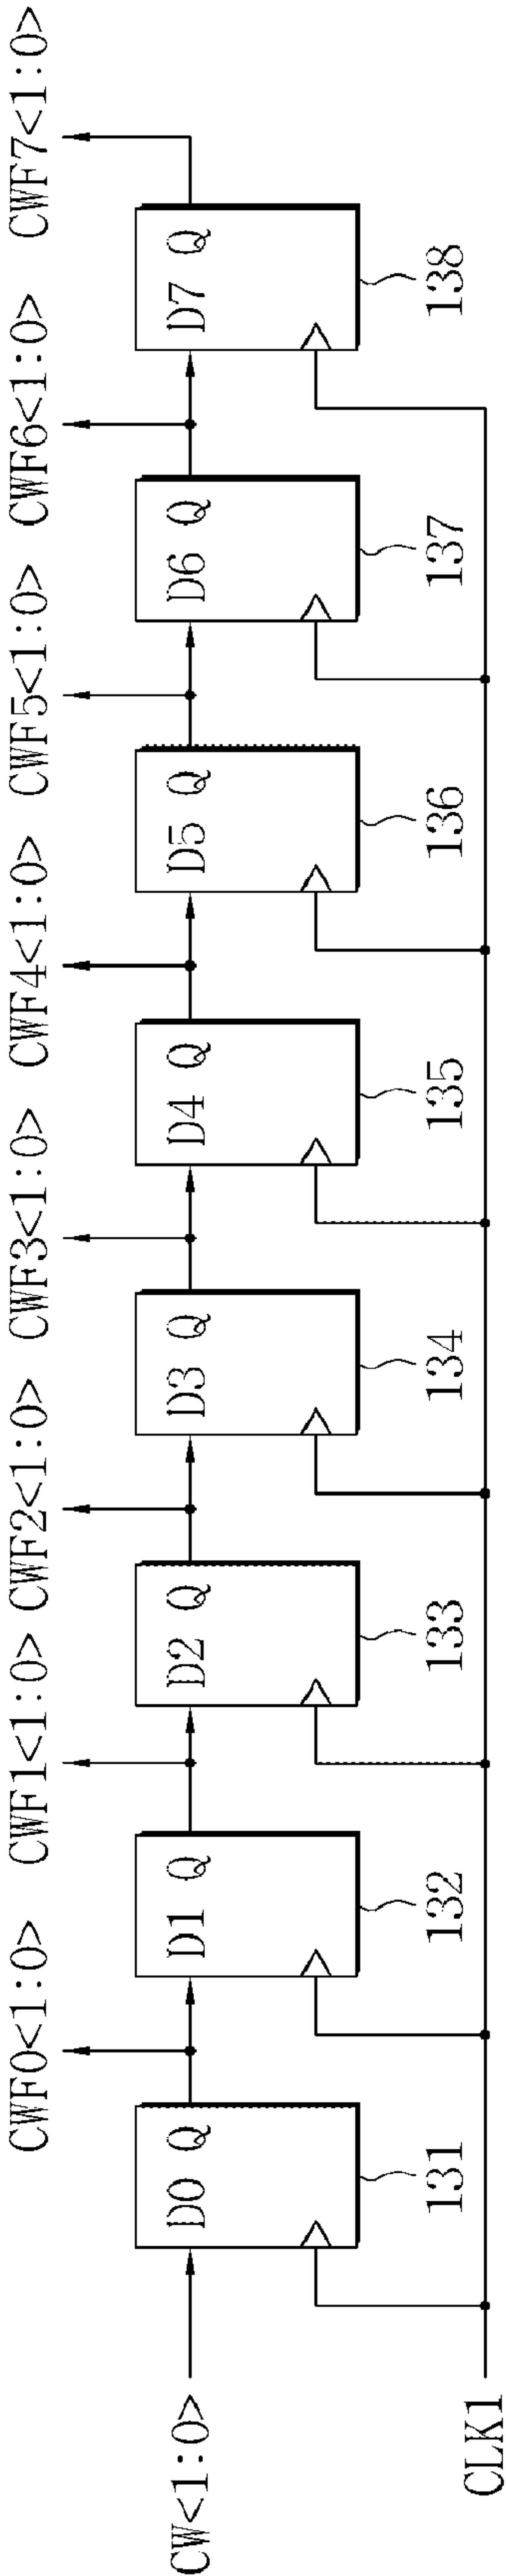 CWF0<1:0> CWF1<1:0> CWF2<1:0> CWF3<1:0> CWF4<1:0> CWF5<1:0> CWF6<1:0> CWF7<1:0>
CW<1:0> D0 Q D1 Q D2 Q D3 Q D4 Q D5 Q D6 Q D7 Q
131 132 133 134 135 136 137 138
CLK1